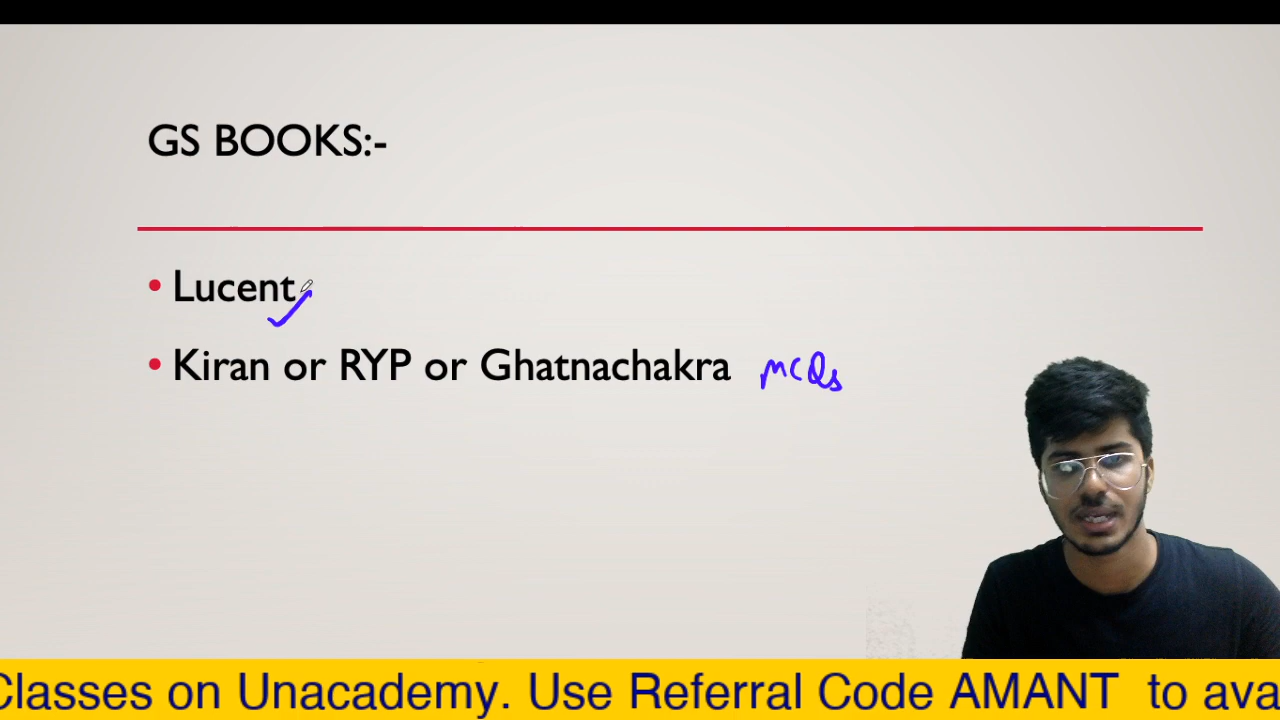 GS BOOKS:-
• Lucent
• Kiran or RYP or Ghatnachakra MCQs
Classes on Unacademy. Use Referral Code AMANT to ava